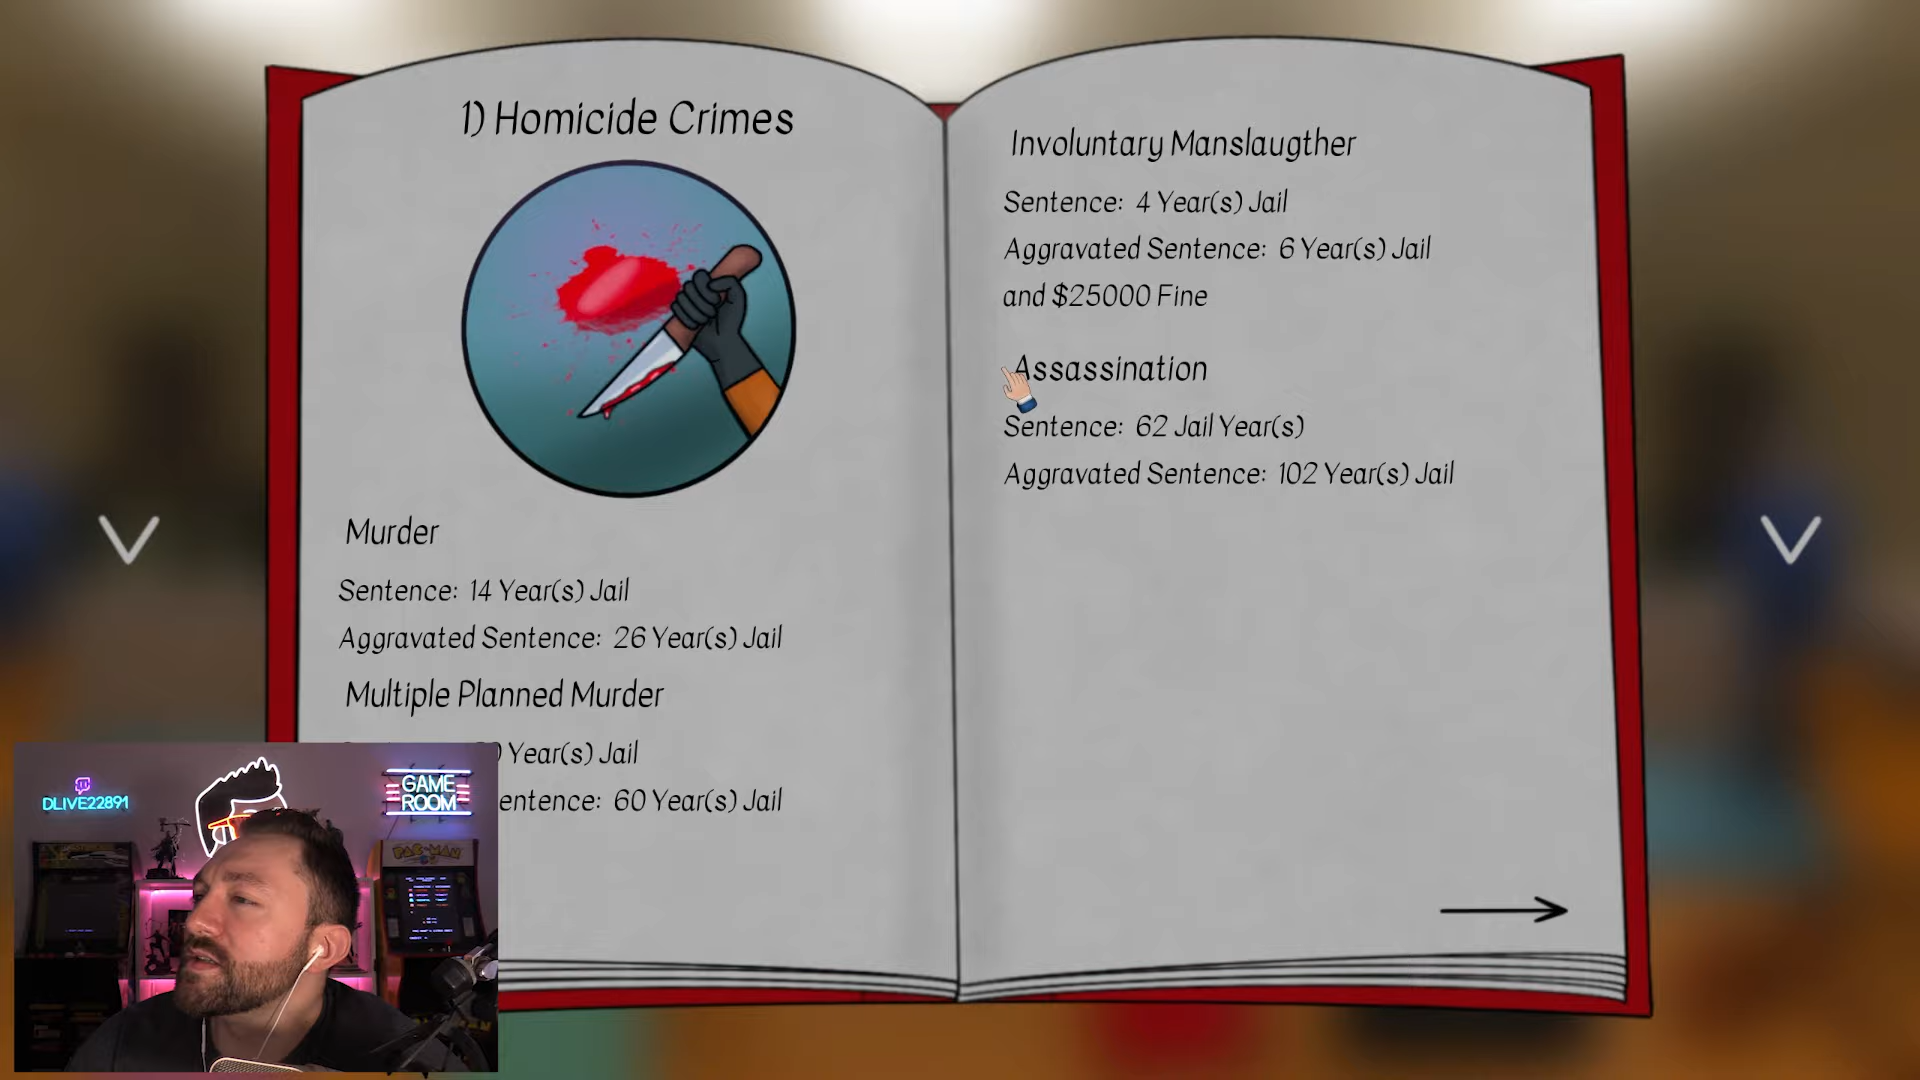 1) Homicide Crimes
Murder
Sentence: 14 Year(s) Jail
Aggravated Sentence: 26 Year(s) Jail
Multiple Planned Murder
Year(s) Jail
entence: 60 Year(s) Jail
Involuntary Manslaugther
Sentence: 4 Year(s) Jail
Aggravated Sentence: 6 Year(s) Jail
and $25000 Fine
Assassination
Sentence: 62 Jail Year(s)
Aggravated Sentence: 102 Year(s) Jail
DLIVE22891
GAME
ROOM
PAC-MAN